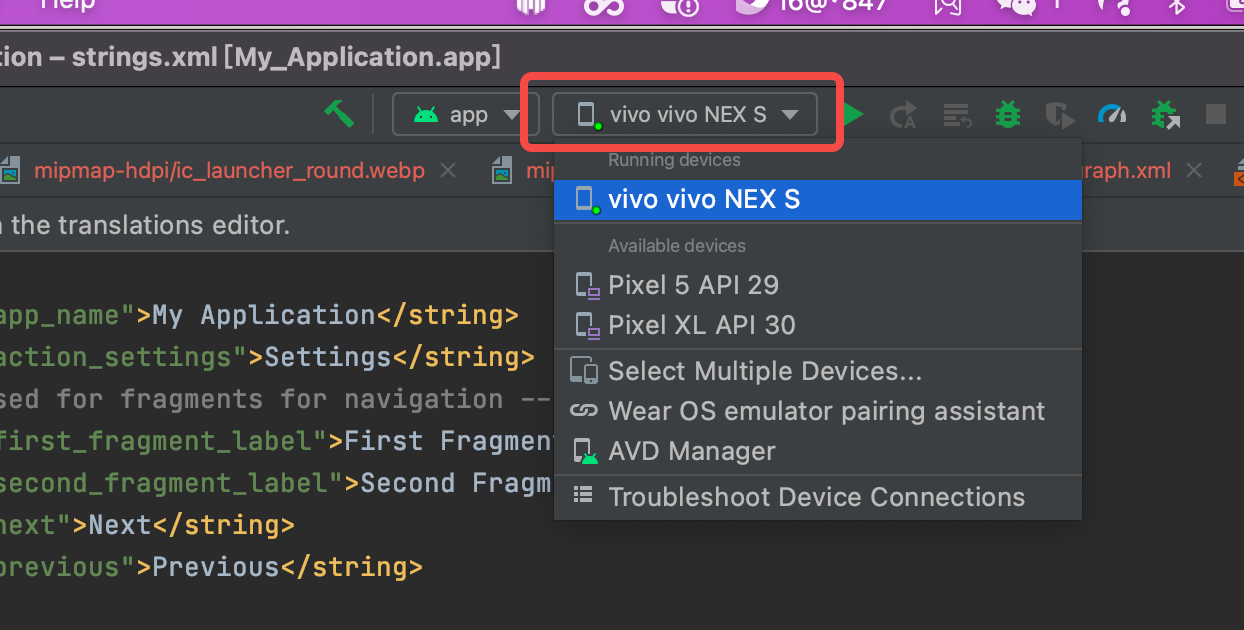 Help
16@
847
tion – strings.xml [My_Application.app]
app
vivo vivo NEX S
mipmap-hdpi/ic_launcher_round.webp
mip
raph.xml
Running devices
vivo vivo NEX S
n the translations editor.
Available devices
Pixel 5 API 29
Pixel XL API 30
Select Multiple Devices...
Wear OS emulator pairing assistant
AVD Manager
Troubleshoot Device Connections
app_name">My Application</string>
action_settings">Settings</string>
sed for fragments for navigation --
first_fragment_label">First Fragmen
second_fragment_label">Second Fragm
next">Next</string>
previous">Previous</string>